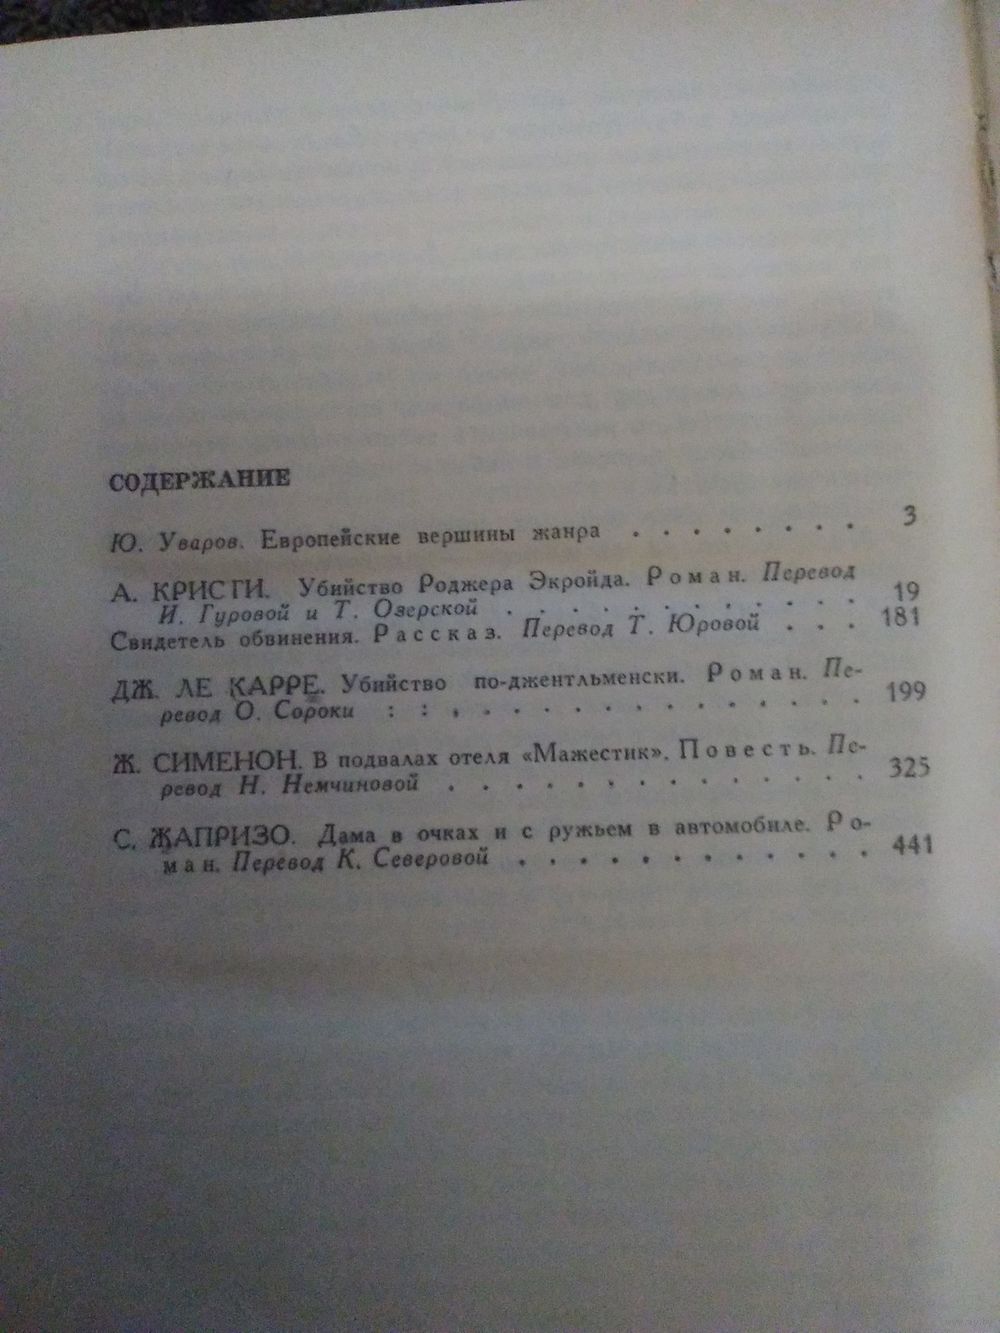 СОДЕРЖАНИЕ
Ю. Уваров. Европейские вершины жанра . . . . . . . . 3
А. КРИСТИ. Убийство Роджера Экройда. Роман. Перевод
И. Гуровой и Т. Озерской . . . . . . . . . . . 19
Свидетель обвинения. Рассказ. Перевод Т. Юровой . . . 181
ДЖ. ЛЕ КАРРЕ. Убийство по-джентльменски. Роман. Пе-
ревод О. Сороки : : . . . . . . . . . . . . . 199
Ж. СИМЕНОН. В подвалах отеля «Мажестик». Повесть. Пе-
ревод Н. Немчиновой . . . . . . . . . . . . . 325
С. ЖАПРИЗО. Дама в очках и с ружьем в автомобиле. Ро-
ман. Перевод К. Северовой . . . . . . . . . . . . 441